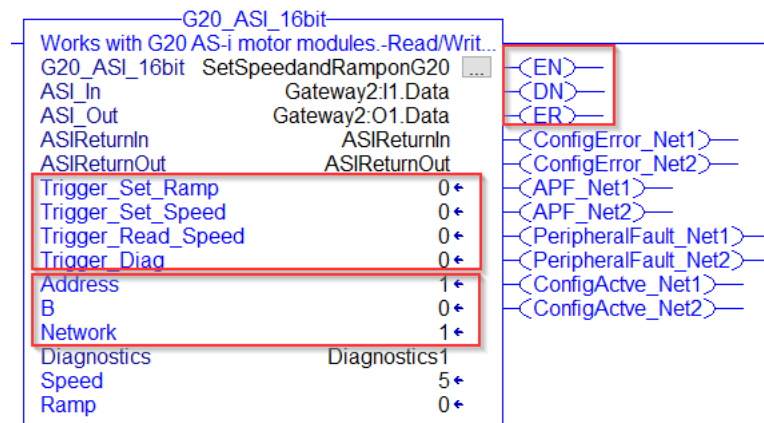 G20_ASI_16bit
Works with G20 AS-i motor modules.-Read/Writ...
G20_ASI_16bit SetSpeedandRamponG20 ... EN
ASI_In Gateway2:I1.Data DN
ASI_Out Gateway2:O1.Data ER
ASIReturnIn ASIReturnIn ConfigError_Net1
ASIReturnOut ASIReturnOut ConfigError_Net2
Trigger_Set_Ramp 0 APF_Net1
Trigger_Set_Speed 0 APF_Net2
Trigger_Read_Speed 0 PeripheralFault_Net1
Trigger_Diag 0 PeripheralFault_Net2
Address 1 ConfigActve_Net1
B 0 ConfigActve_Net2
Network 1
Diagnostics Diagnostics1
Speed 5
Ramp 0